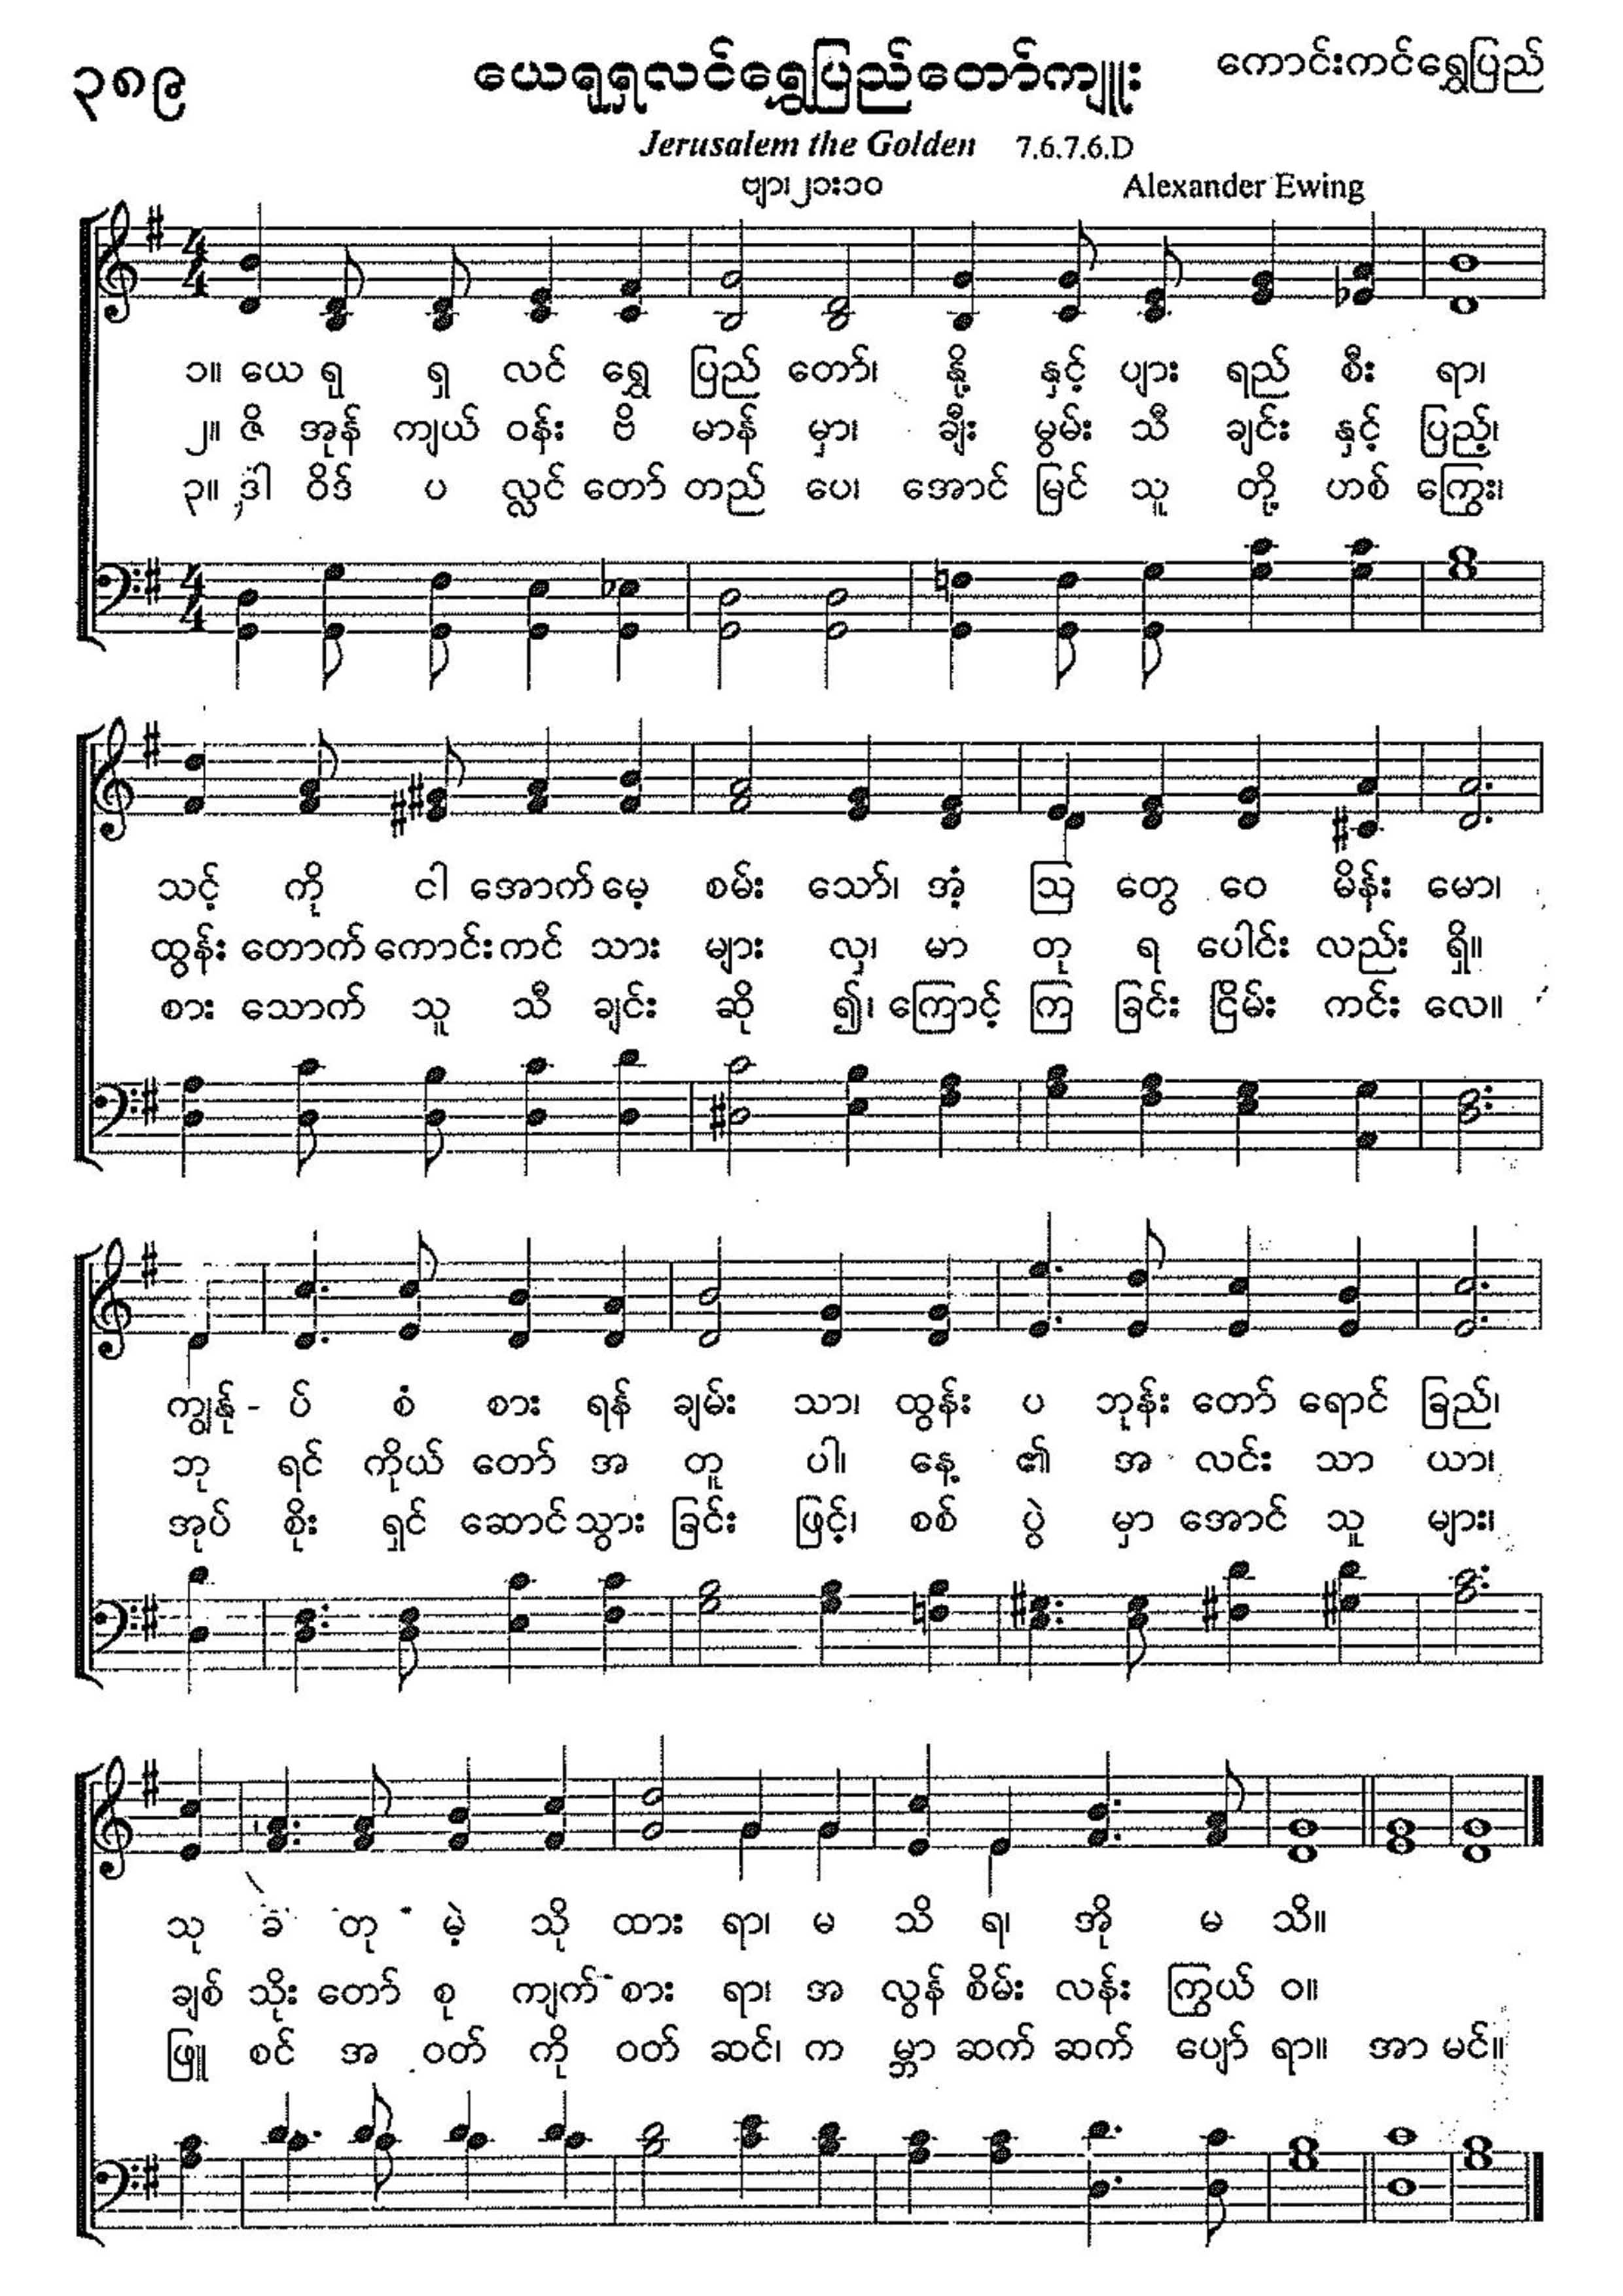 ၃၈၉
ယေရုရှလင်ရွှေပြည်တော်ကျူး
ကောင်းကင်ရွှေပြည်
Jerusalem the Golden 7.6.7.6.D
ဗျာ၊၂၁း၁၀
Alexander Ewing
၁။ ယေ ရု ရှ လင် ရွှေ ပြည် တော်၊ နို့ နှင့် ပျား ရည် စီး ရာ၊
၂။ ဇိ အုန် ကျယ် ဝန်း ဗိ မာန် မှာ၊ ချီး မွမ်း သီ ချင်း နှင့် ပြည့်၊
၃။ ဒါ ဝိဒ် ပ လ္လင် တော် တည် ပေ၊ အောင် မြင် သူ တို့ ဟစ် ကြွေး၊
သင့် ကို ငါ အောက် မေ့ စမ်း သော်၊ အံ့ ဩ တွေ ဝေ မိန်း မော၊
ထွန်း တောက် ကောင်း ကင် သား များ လှ၊ မာ တု ရ ပေါင်း လည်း ရှိ။
စား သောက် သူ သီ ချင်း ဆို ၍၊ ကြောင့် ကြ ခြင်း ငြိမ်း ကင်း လေ။
ကျွန်ု - ပ် စံ စား ရန် ချမ်း သာ၊ ထွန်း ပ ဘုန်း တော် ရောင် ခြည်၊
ဘု ရင် ကိုယ် တော် အ တူ ပါ၊ နေ့ ၏ အ လင်း သာ ယာ၊
အုပ် စိုး ရှင် ဆောင် သွား ခြင်း ဖြင့်၊ စစ် ပွဲ မှာ အောင် သူ များ၊
သု ခ တု မဲ့ သို ထား ရာ၊ မ သိ ရ၊ အို မ သိ။
ချစ် သိုး တော် စု ကျက် စား ရာ၊ အ လွန် စိမ်း လန်း ကြွယ် ဝ။
ဖြူ စင် အ ဝတ် ကို ဝတ် ဆင်၊ က မ္ဘာ ဆက် ဆက် ပျော် ရာ။ အာ မင်။